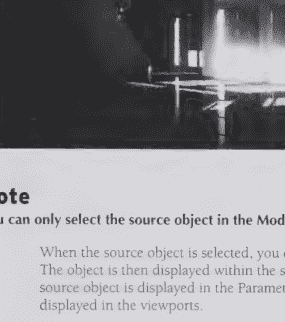 ote
u can only select the source object in the Mod
When the source object is selected, you
The object is then displayed within the s
source object is displayed in the Paramet
displayed in the viewports.